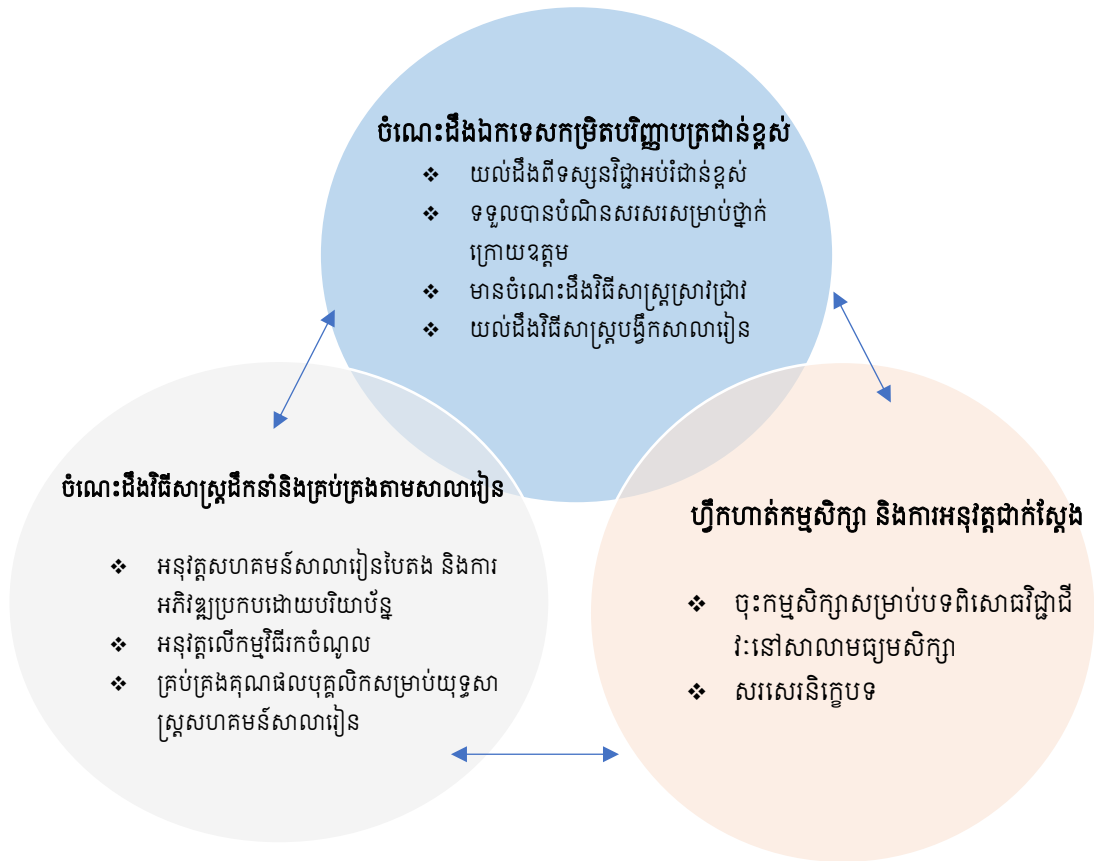 ចំណេះដឹងឯកទេសកម្រិតបរិញ្ញាបត្រជាន់ខ្ពស់
❖ យល់ដឹងពីទស្សនវិជ្ជាអប់រំជាន់ខ្ពស់
❖ ទទួលបានបំណិនសរសរសម្រាប់ថ្នាក់
ក្រោយឧត្តម
❖ មានចំណេះដឹងវិធីសាស្ត្រស្រាវជ្រាវ
❖ យល់ដឹងវិធីសាស្ត្របង្វឹកសាលារៀន
ចំណេះដឹងវិធីសាស្ត្រដឹកនាំនិងគ្រប់គ្រងតាមសាលារៀន
❖ អនុវត្តសហគមន៍សាលារៀនបៃតង និងការ
អភិវឌ្ឍប្រកបដោយបរិយាប័ន្ន
❖ អនុវត្តលើកម្មវិធីរកចំណូល
❖ គ្រប់គ្រងគុណផលបុគ្គលិកសម្រាប់យុទ្ធសា
ស្ត្រសហគមន៍សាលារៀន
ហ្វឹកហាត់កម្មសិក្សា និងការអនុវត្តជាក់ស្តែង
❖ ចុះកម្មសិក្សាសម្រាប់បទពិសោធវិជ្ជាជី
វៈនៅសាលាមធ្យមសិក្សា
❖ សរសេរនិក្ខេបទ